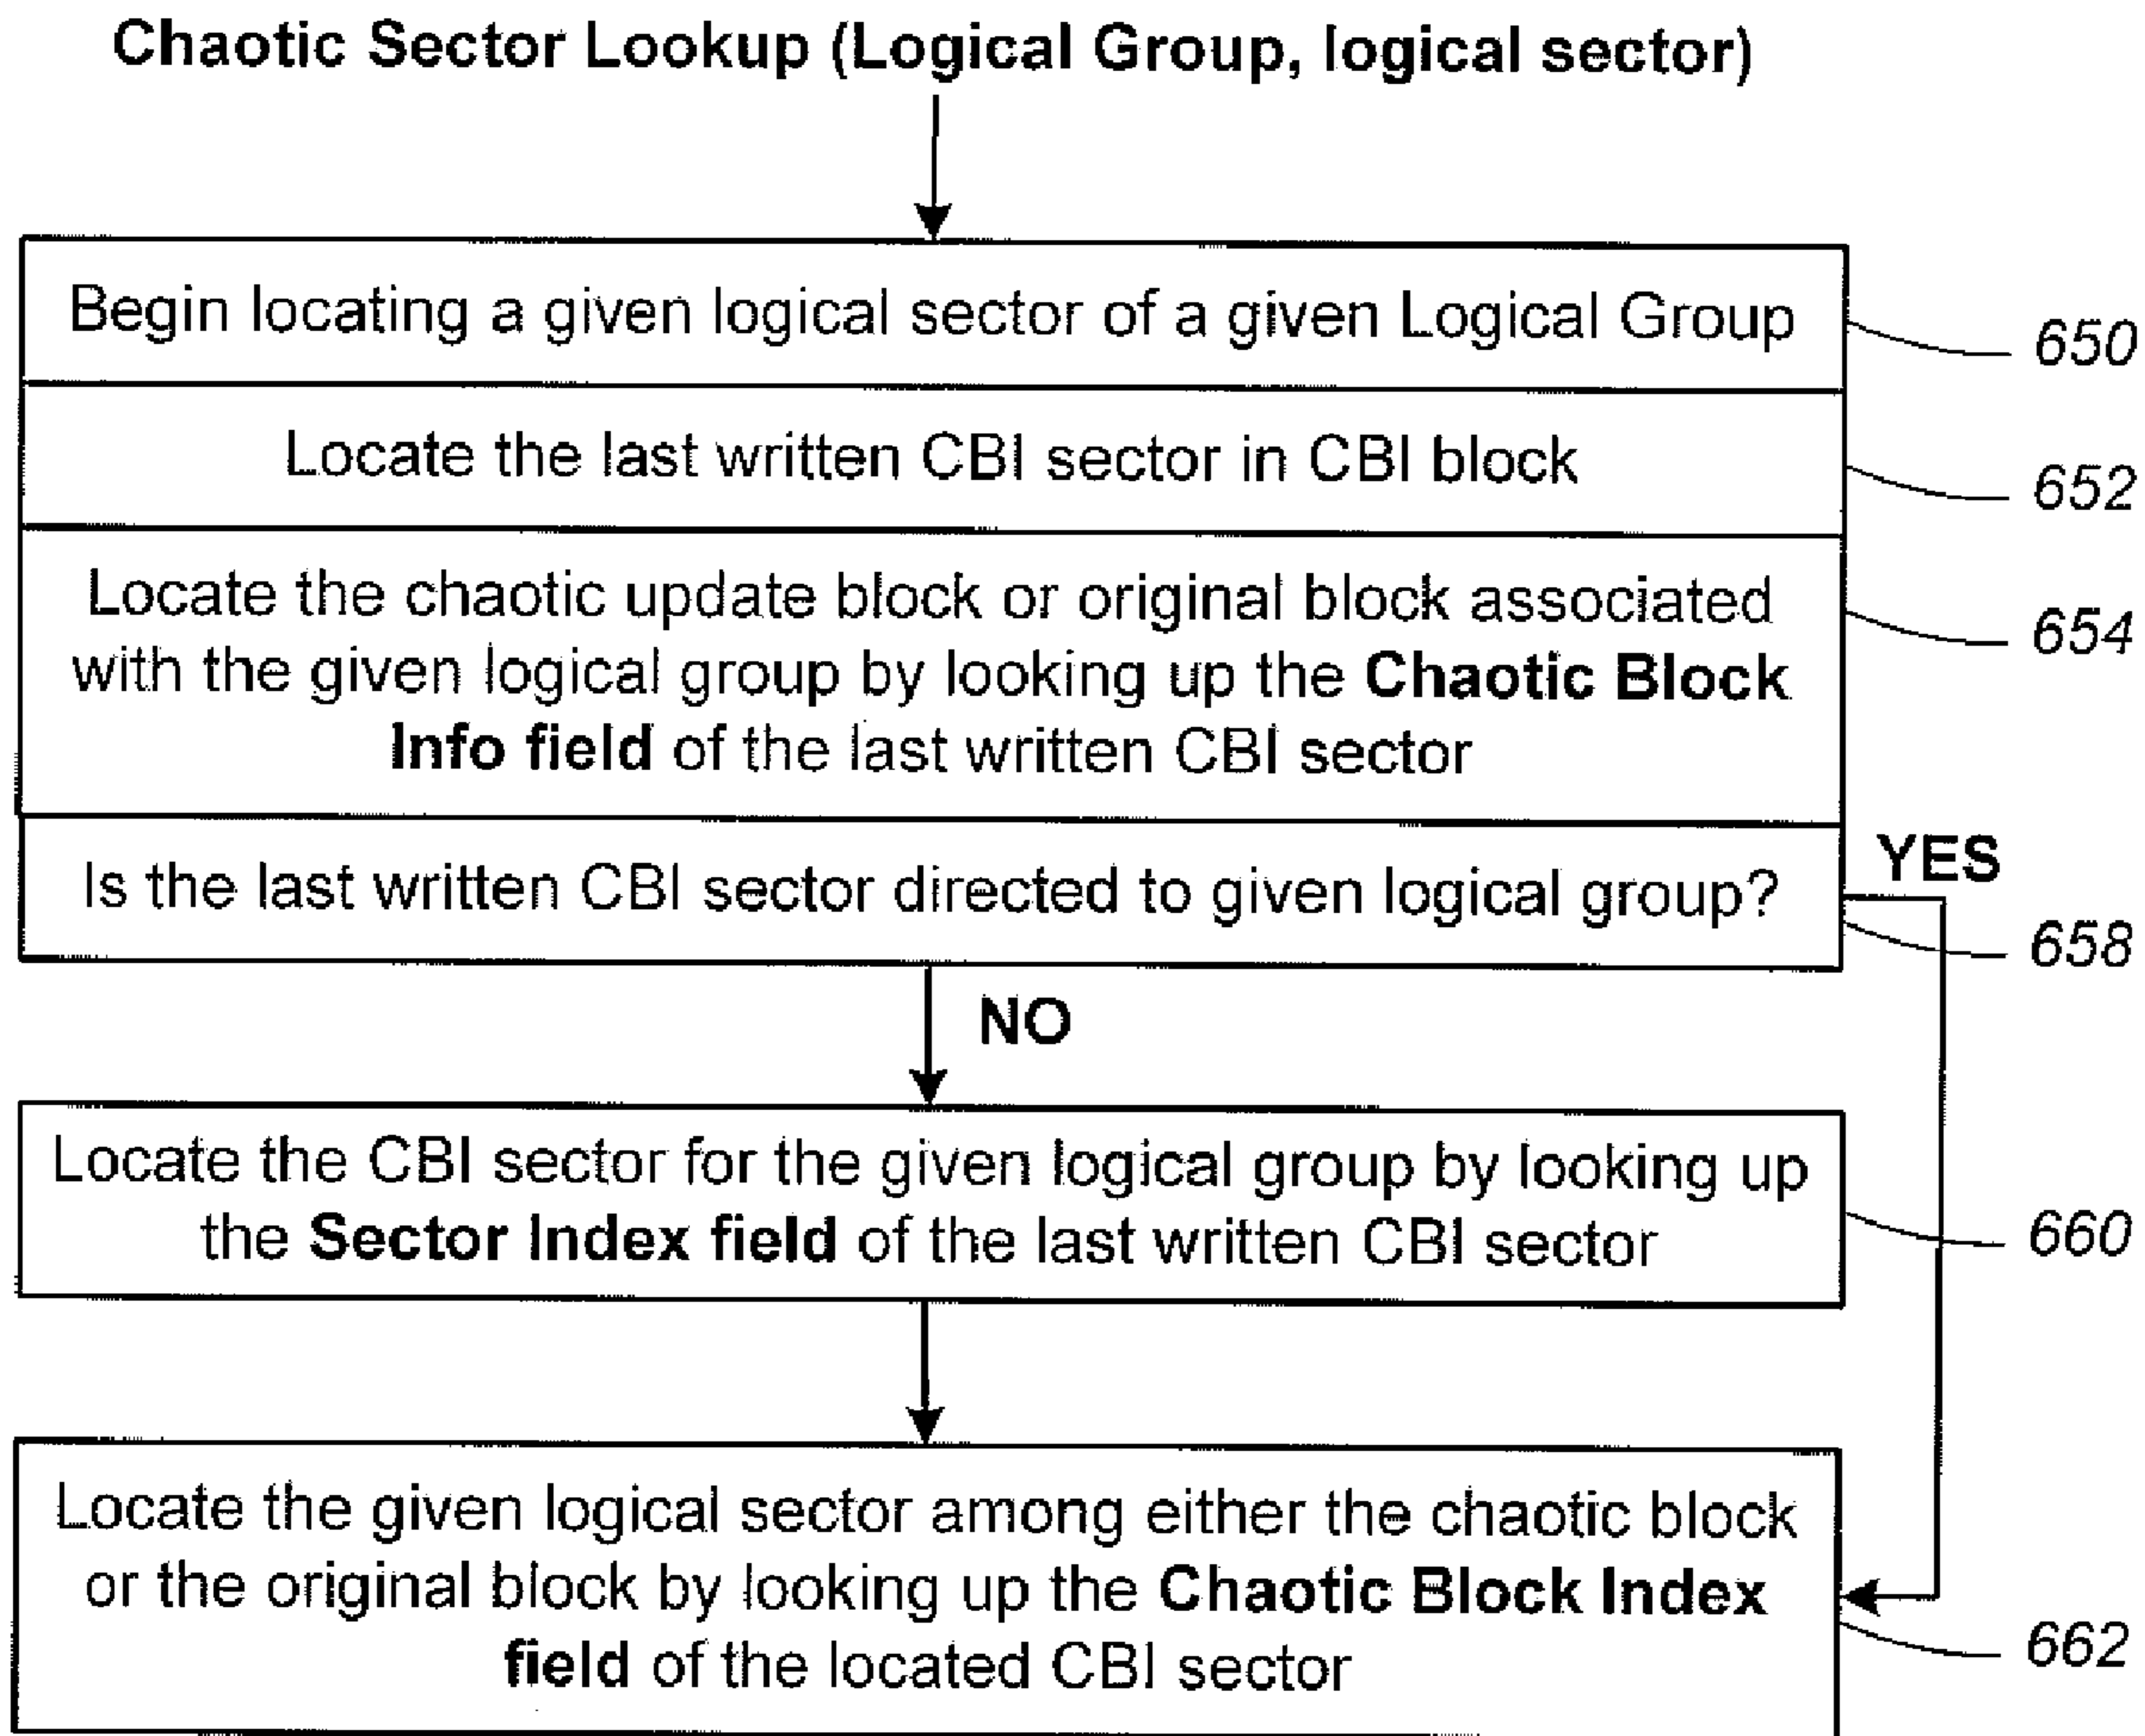 Chaotic Sector Lookup (Logical Group, logical sector)
Begin locating a given logical sector of a given Logical Group
650
Locate the last written CBI sector in CBI block
652
Locate the chaotic update block or original block associated
with the given logical group by looking up the Chaotic Block
Info field of the last written CBI sector
654
Is the last written CBI sector directed to given logical group?
YES
658
NO
Locate the CBI sector for the given logical group by looking up
the Sector Index field of the last written CBI sector
660
Locate the given logical sector among either the chaotic block
or the original block by looking up the Chaotic Block Index
field of the located CBI sector
662